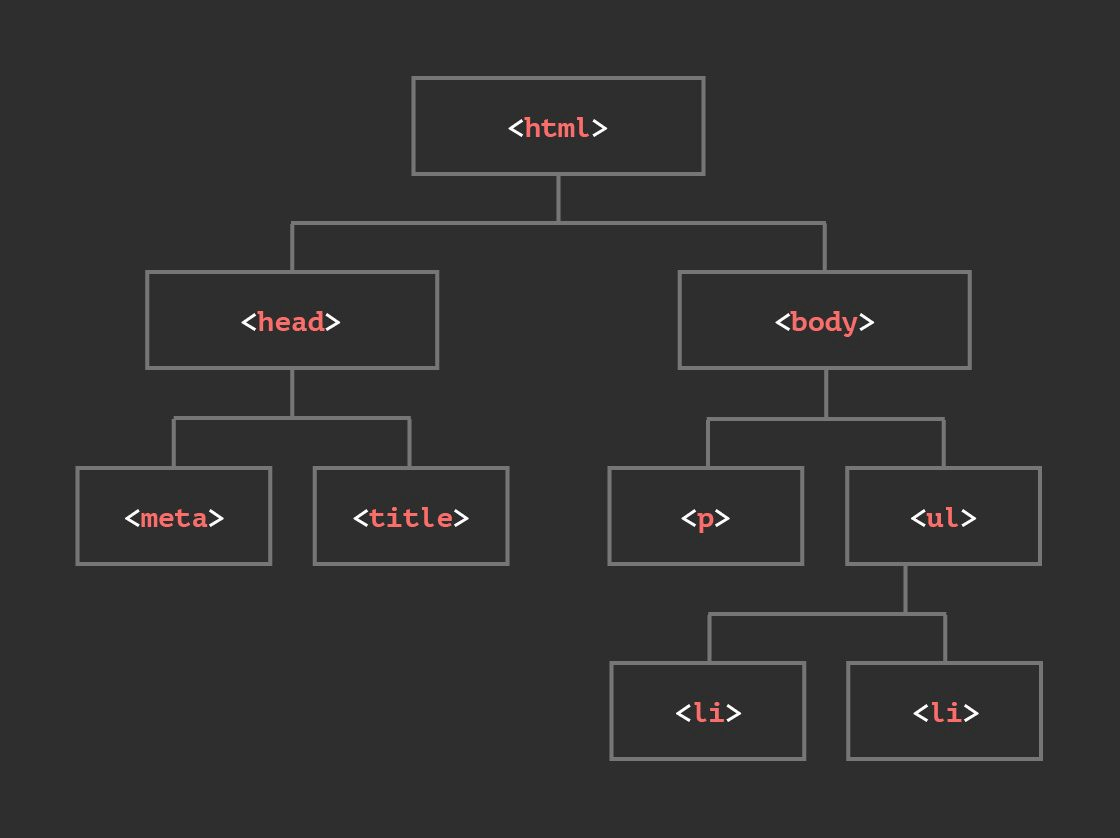 <html>
<head>
<body>
<meta>
<title>
<p>
<ul>
<li>
<li>